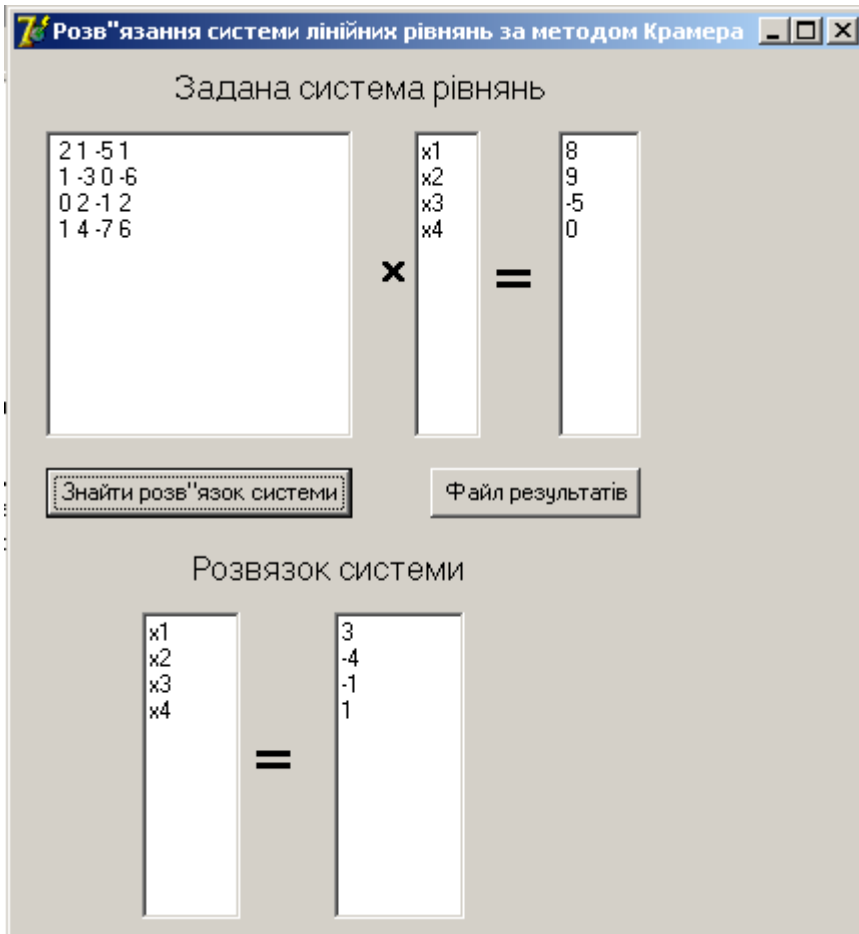 Розв"язання системи лінійних рівнянь за методом Крамера
Задана система рівнянь
2 1 -5 1
1 -3 0 -6
0 2 -1 2
1 4 -7 6
×
x1
x2
x3
x4
=
8
9
-5
0
Знайти розв"язок системи
Файл результатів
Розвязок системи
x1
x2
x3
x4
=
3
-4
-1
1